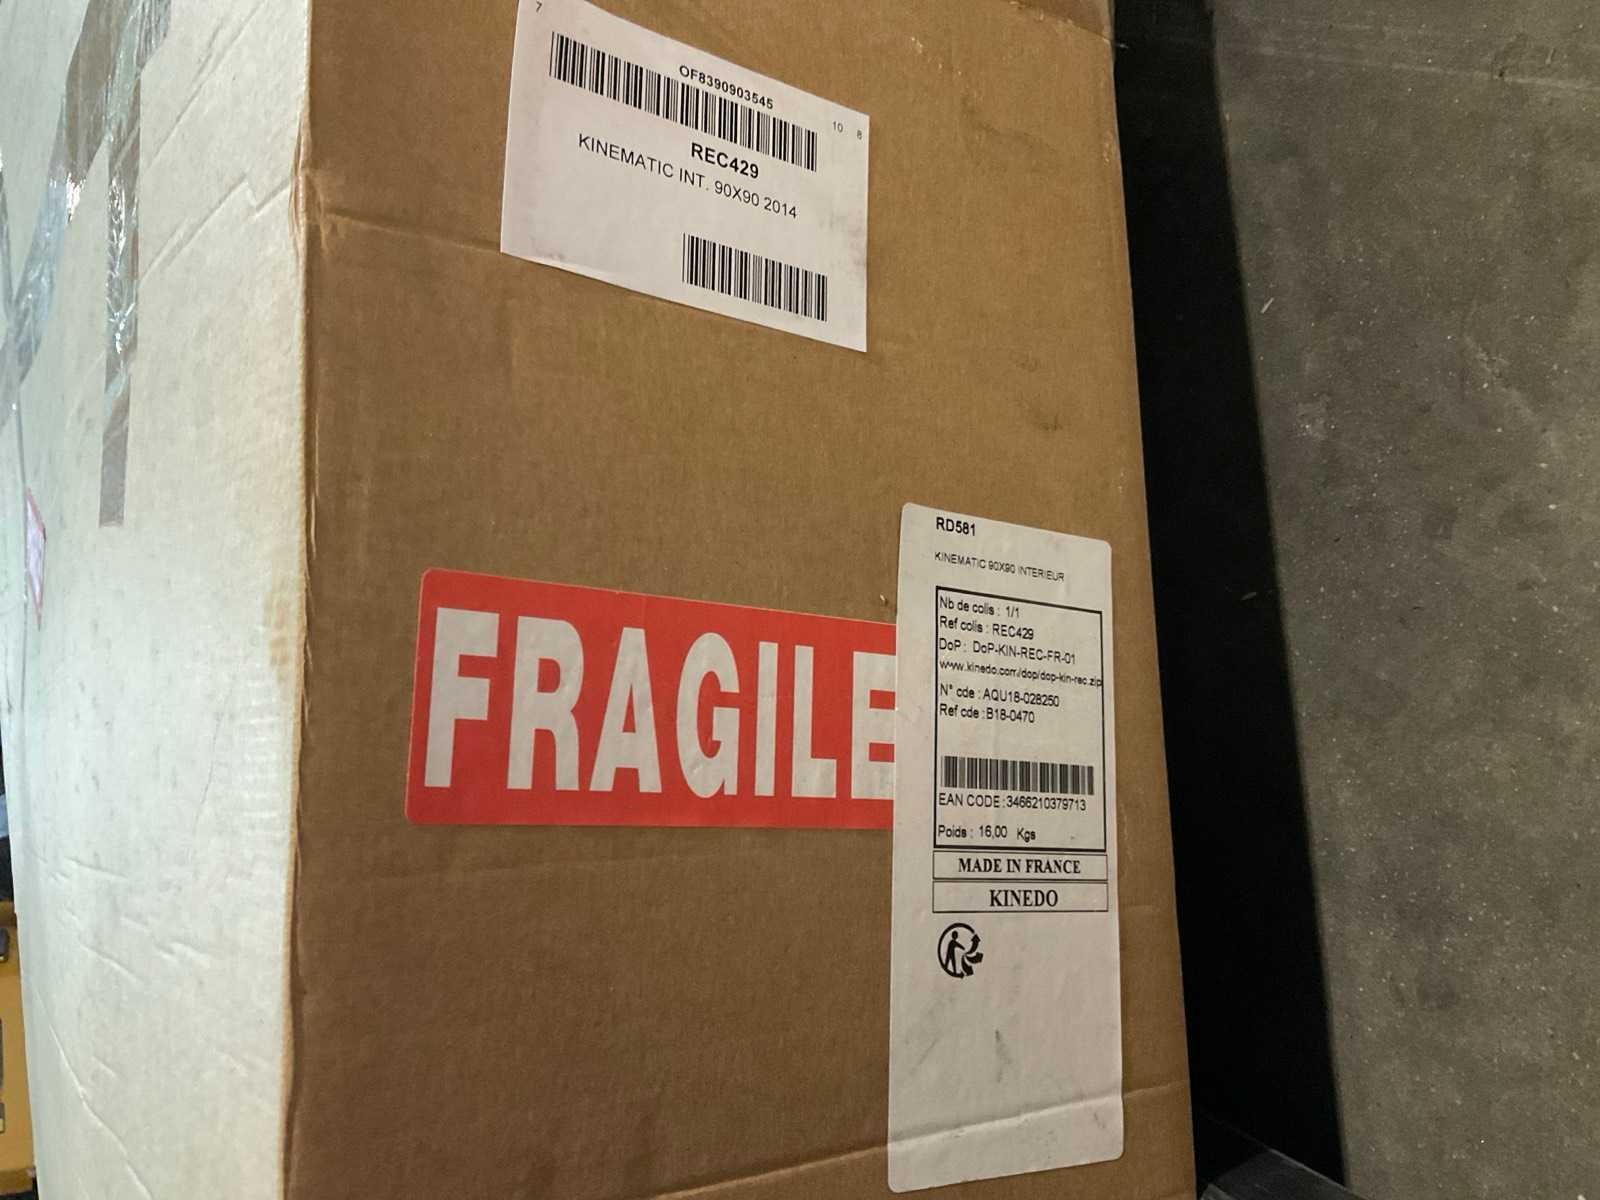 7
OF8390903545
10 8
REC429
KINEMATIC INT. 90X90 2014
FRAGILE
RD581
KINEMATIC 90X90 INTERIEUR
Nb de colis : 1/1
Ref colis : REC429
DoP : DoP-KIN-REC-FR-01
www.kinedo.com/dop/dop-kin-rec.zip
N° cde : AQU18-028250
Ref cde : B18-0470
EAN CODE : 3466210379713
Poids : 16,00 Kgs
MADE IN FRANCE
KINEDO